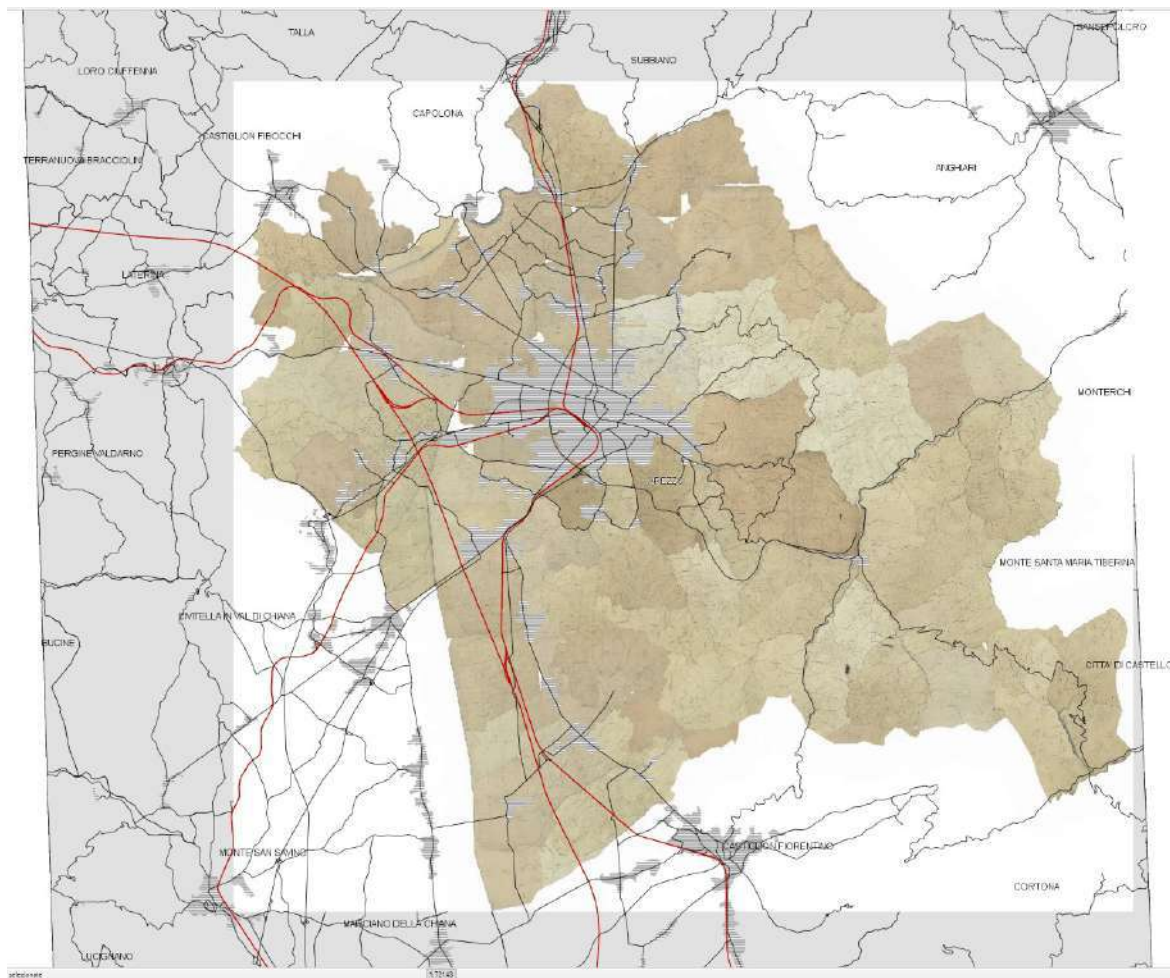 TALLA
SUBBIANO
SANSEPOLCRO
LORO CIUFFENNA
CAPOLONA
CASTIGLION FIBOCCHI
TERRANUOVA BRACCIOLINI
ANGHIARI
LATERINA
MONTERCHI
PERGINE VALDARNO
AREZZO
MONTE SANTA MARIA TIBERINA
CIVITELLA IN VAL DI CHIANA
BUCINE
CITTA' DI CASTELLO
CASTIGLION FIORENTINO
MONTE SAN SAVINO
CORTONA
MARCIANO DELLA CHIANA
LUCIGNANO